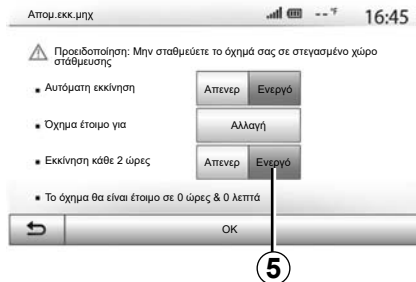 Απομ.εκκ.μηχ
--°F 16:45
Προειδοποίηση: Μην σταθμεύετε το όχημά σας σε στεγασμένο χώρο
στάθμευσης
▪ Αυτόματη εκκίνηση Απενερ Ενεργό
▪ Όχημα έτοιμο για Αλλαγή
▪ Εκκίνηση κάθε 2 ώρες Απενερ Ενεργό
▪ Το όχημα θα είναι έτοιμο σε 0 ώρες & 0 λεπτά
OK
5